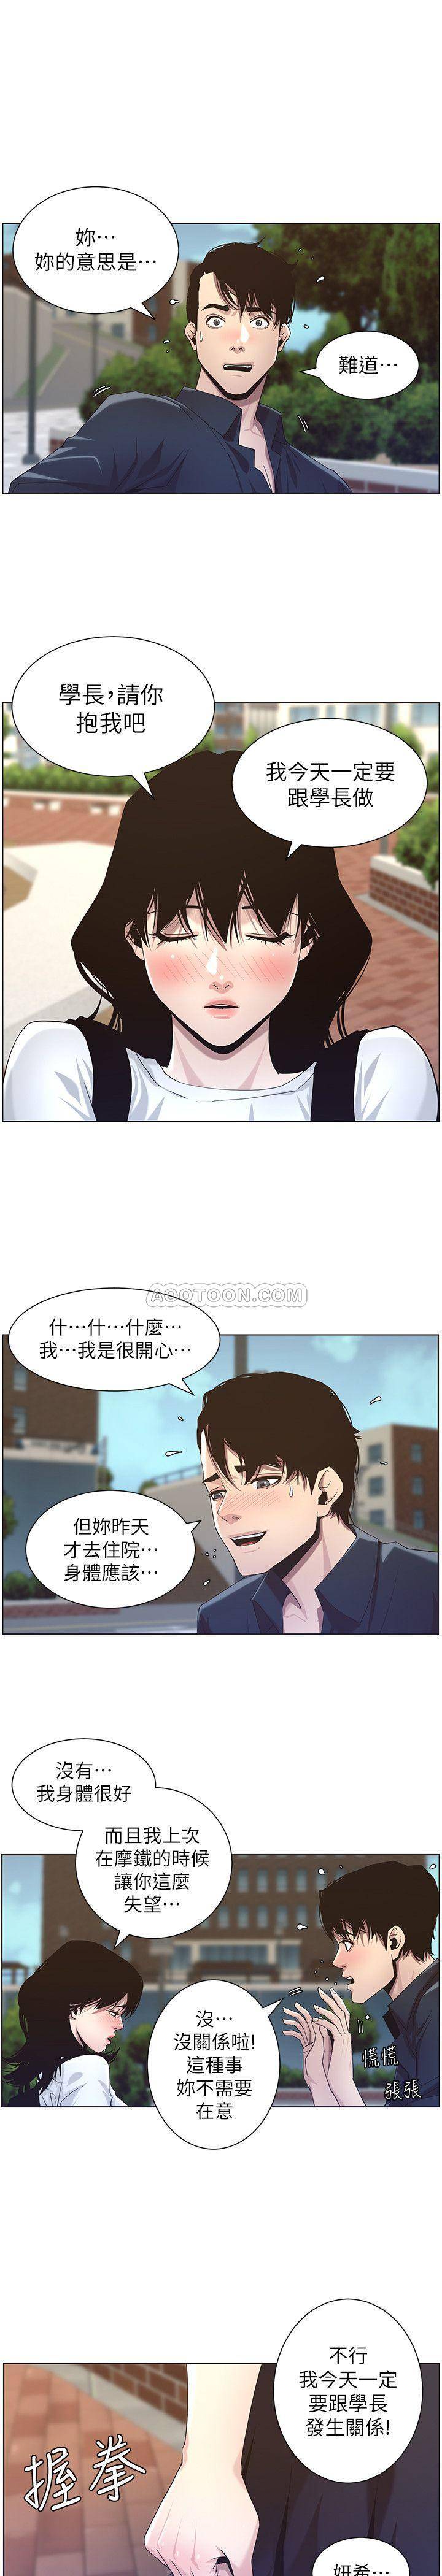 妳⋯
妳的意思是⋯
難道⋯
學長，請你
抱我吧
我今天一定要
跟學長做
AOOTOON.COM
什⋯什⋯什麼⋯
我⋯我是很開心⋯
但妳昨天
才去住院⋯
身體應該⋯
沒有⋯
我身體很好
而且我上次
在摩鐵的時候
讓你這麼
失望⋯
沒⋯
沒關係啦!
這種事
妳不需要
在意
慌慌
張張
不行
我今天一定
要跟學長
發生關係!
握拳
妍希⋯